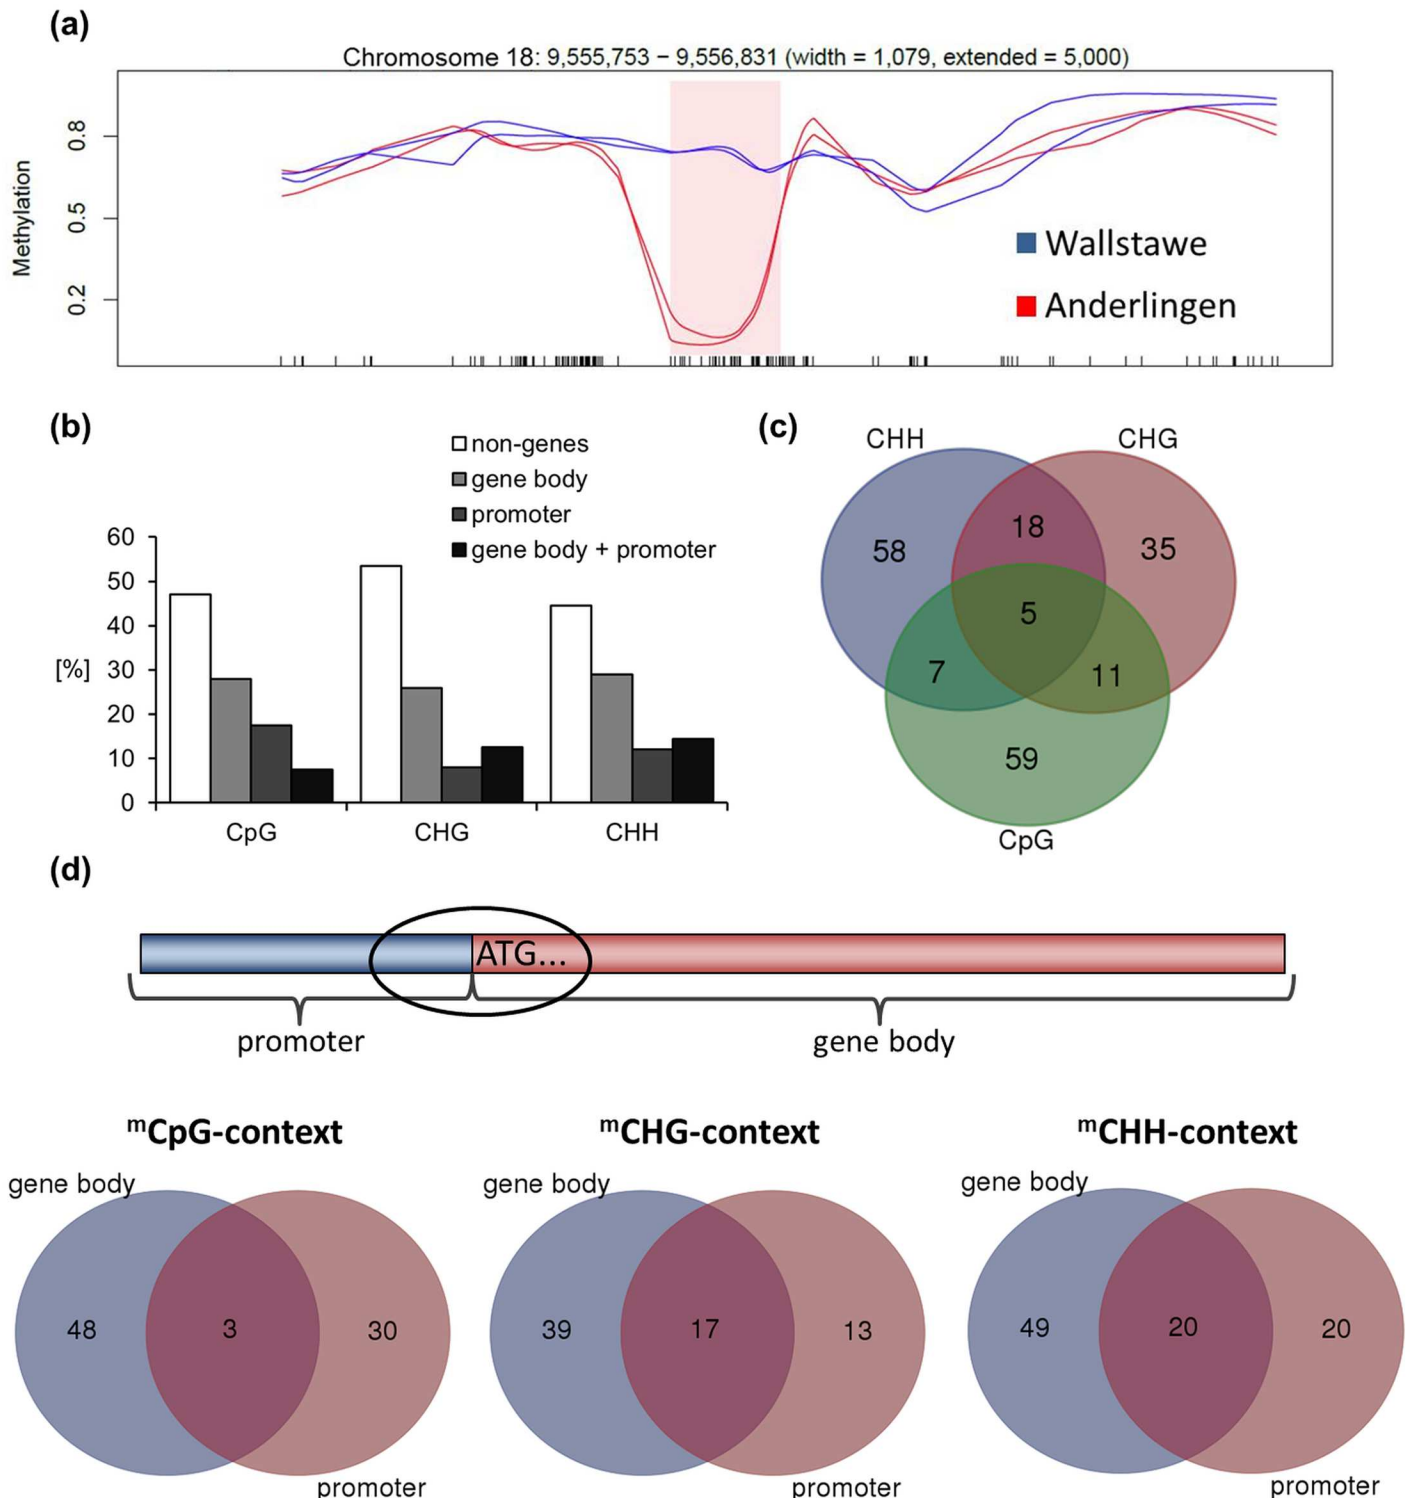 (a)
Chromosome 18: 9,555,753 − 9,556,831 (width = 1,079, extended = 5,000)
Methylation
0.8
0.5
0.2
Wallstawe
Anderlingen
(b)
non-genes
gene body
promoter
gene body + promoter
[%]
60
50
40
30
20
10
0
CpG
CHG
CHH
(c)
CHH
CHG
58
18
35
5
7
11
59
CpG
(d)
ATG...
promoter
gene body
mCpG-context
gene body
48
3
30
promoter
mCHG-context
gene body
39
17
13
promoter
mCHH-context
gene body
49
20
20
promoter